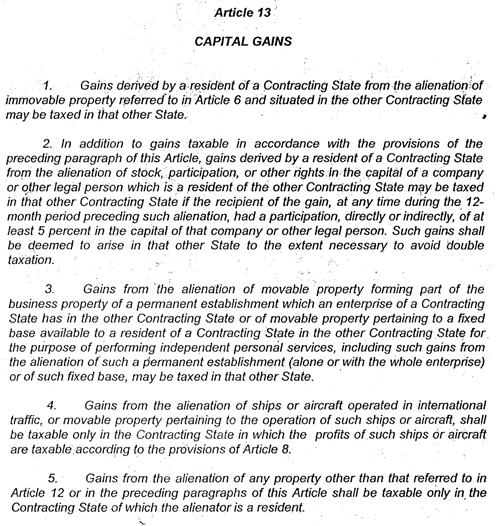 Article 13
CAPITAL GAINS
1. Gains derived by a resident of a Contracting State from the alienation of
immovable property referred to in Article 6 and situated in the other Contracting State
may be taxed in that other State.
2. In addition to gains taxable in accordance with the provisions of the
preceding paragraph of this Article, gains derived by a resident of a Contracting State
from the alienation of stock, participation, or other rights in the capital of a company
or other legal person which is a resident of the other Contracting State may be taxed
in that other Contracting State if the recipient of the gain, at any time during the 12-
month period preceding such alienation, had a participation, directly or indirectly, of at
least 5 percent in the capital of that company or other legal person. Such gains shall
be deemed to arise in that other State to the extent necessary to avoid double
taxation.
3. Gains from the alienation of movable property forming part of the
business property of a permanent establishment which an enterprise of a Contracting
State has in the other Contracting State or of movable property pertaining to a fixed
base available to a resident of a Contracting State in the other Contracting State for
the purpose of performing independent personal services, including such gains from
the alienation of such a permanent establishment (alone or with the whole enterprise)
or of such fixed base, may be taxed in that other State.
4. Gains from the alienation of ships or aircraft operated in international
traffic, or movable property pertaining to the operation of such ships or aircraft, shall
be taxable only in the Contracting State in which the profits of such ships or aircraft
are taxable according to the provisions of Article 8.
5. Gains from the alienation of any property other than that referred to in
Article 12 or in the preceding paragraphs of this Article shall be taxable only in the
Contracting State of which the alienator is a resident.